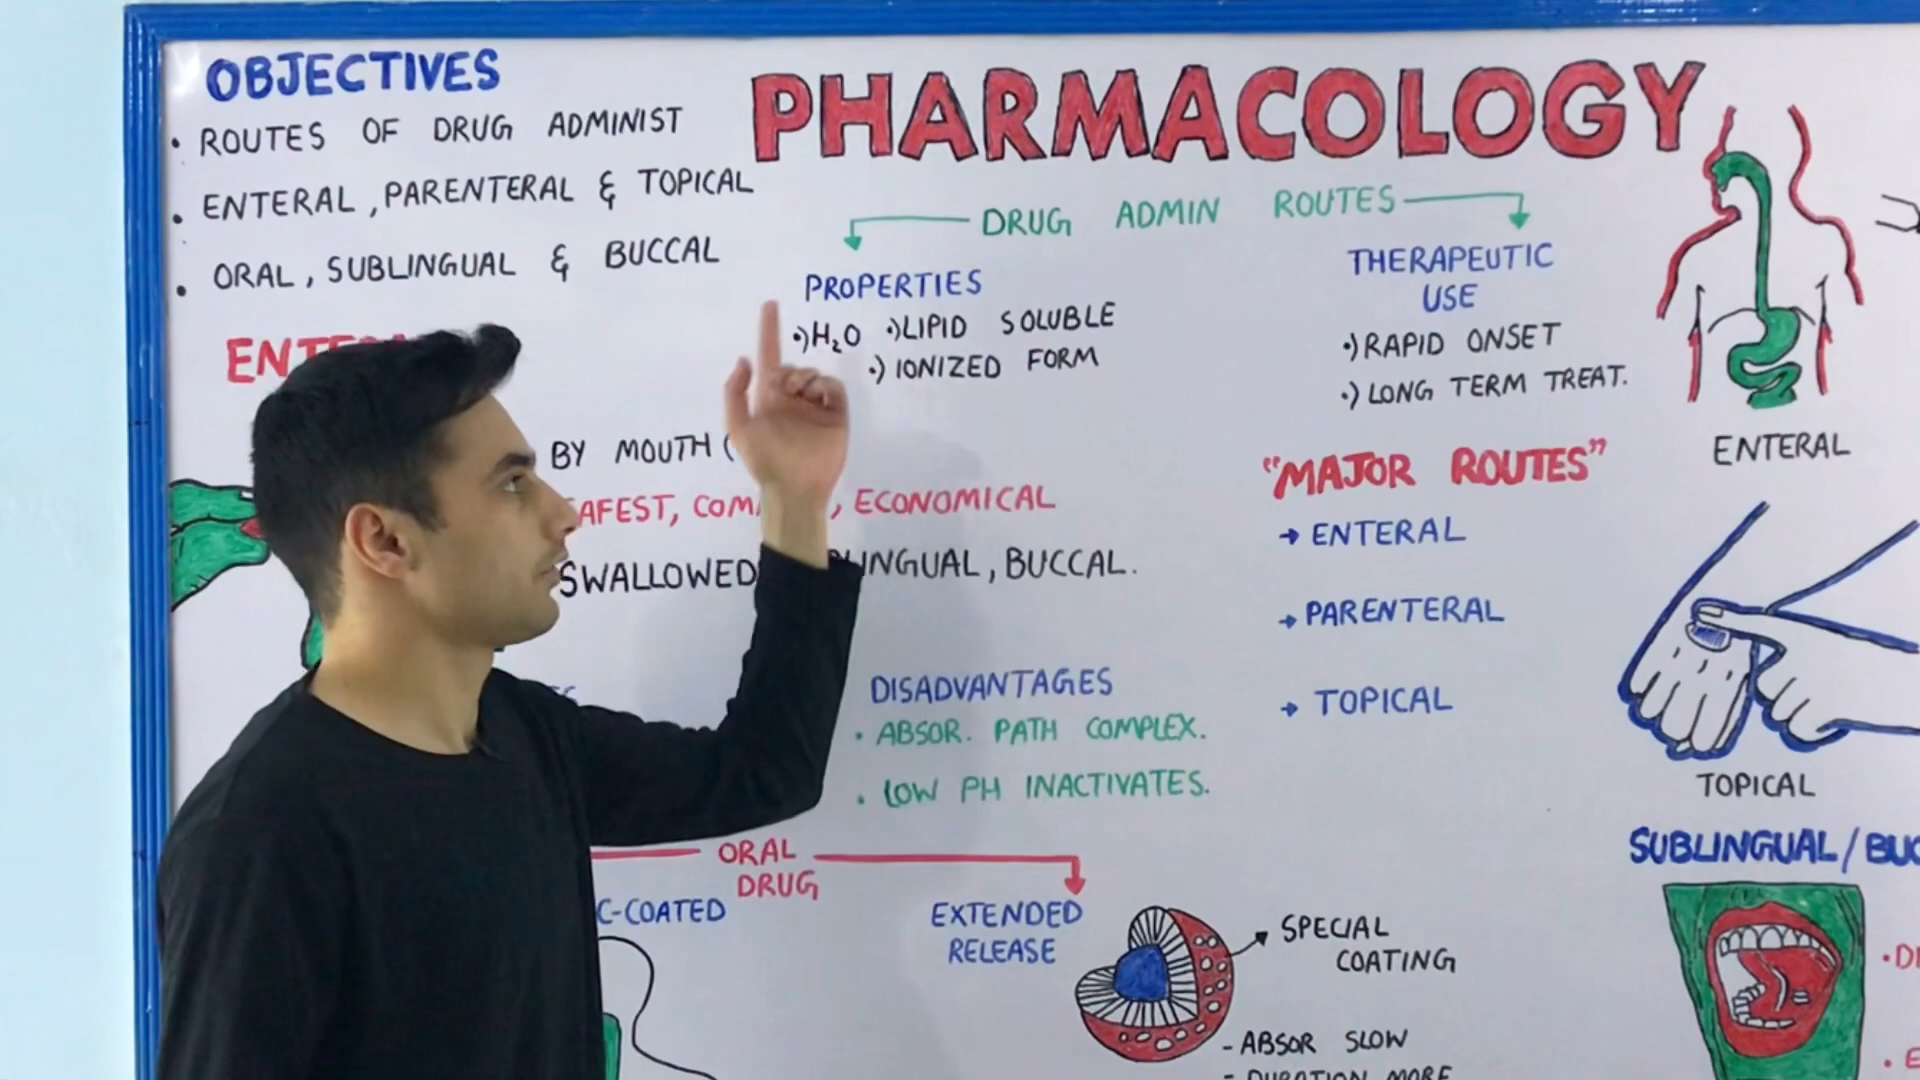 OBJECTIVES
• ROUTES OF DRUG ADMINIST
• ENTERAL, PARENTERAL & TOPICAL
• ORAL, SUBLINGUAL & BUCCAL
PHARMACOLOGY
DRUG ADMIN ROUTES
PROPERTIES
•) H₂O •) LIPID SOLUBLE
•) IONIZED FORM
THERAPEUTIC
USE
•) RAPID ONSET
•) LONG TERM TREAT.
ENTERAL
BY MOUTH (
, ECONOMICAL
SWALLOWED
, BUCCAL.
"MAJOR ROUTES"
→ ENTERAL
→ PARENTERAL
→ TOPICAL
DISADVANTAGES
• ABSOR. PATH COMPLEX.
• LOW PH INACTIVATES.
TOPICAL
ORAL
DRUG
C-COATED
EXTENDED
RELEASE
SPECIAL
COATING
- ABSOR SLOW
- DURATION MORE
SUBLINGUAL/BUC